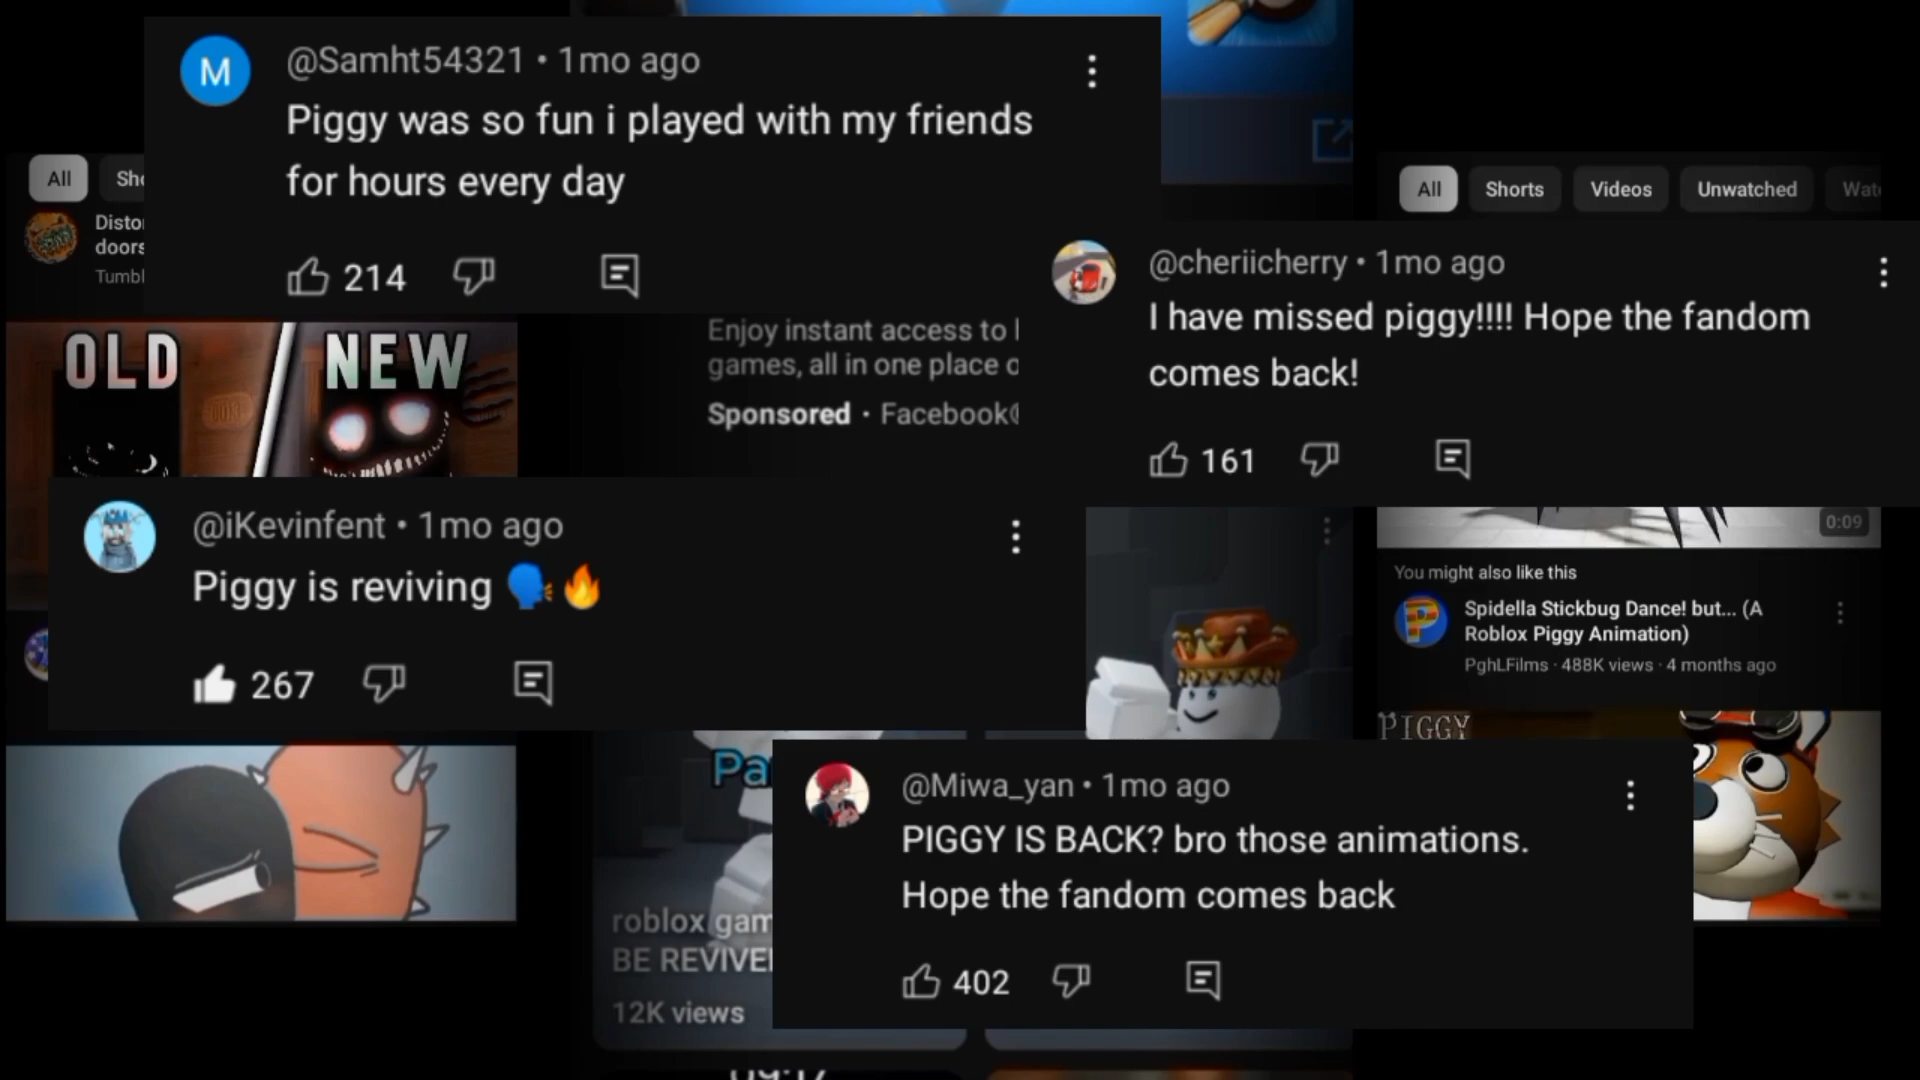 @Samht54321 • 1mo ago
Piggy was so fun i played with my friends
for hours every day
214
All
Disto
doors
OLD
NEW
Enjoy instant access to
games, all in one place
Sponsored · Facebook
All Shorts Videos Unwatched
@cheriicherry • 1mo ago
I have missed piggy!!!! Hope the fandom
comes back!
161
@iKevinfent • 1mo ago
Piggy is reviving 🗣️🔥
267
0:09
You might also like this
Spidella Stickbug Dance! but... (A
Roblox Piggy Animation)
PghLFilms · 488K views · 4 months ago
PIGGY
@Miwa_yan • 1mo ago
PIGGY IS BACK? bro those animations.
Hope the fandom comes back
402
roblox gam
BE REVIVE
12K views